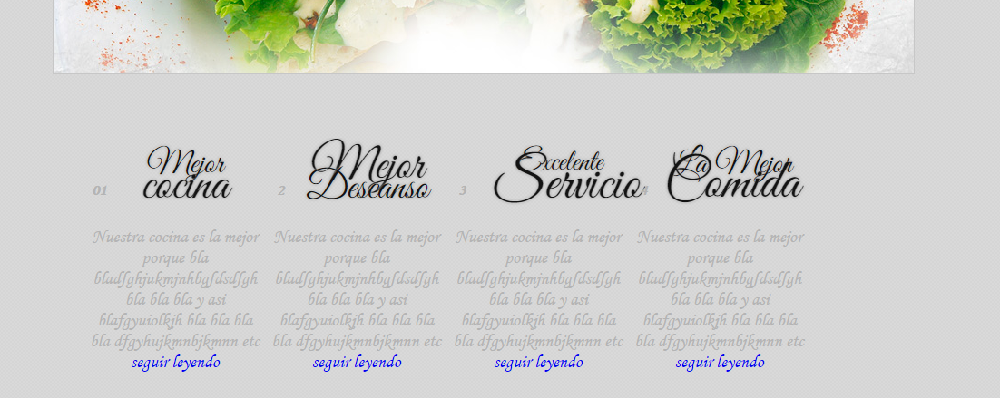 Mejor
cocina
01
Mejor
Descanso
2
Excelente
Servicio
3
La Mejor
Comida
Nuestra cocina es la mejor
porque bla
bladfghjukmjnhbgfdsdfgh
bla bla bla y asi
blafgyuiolkjh bla bla bla
bla dfgyhujkmnbjkmnn etc
seguir leyendo
Nuestra cocina es la mejor
porque bla
bladfghjukmjnhbgfdsdfgh
bla bla bla y asi
blafgyuiolkjh bla bla bla
bla dfgyhujkmnbjkmnn etc
seguir leyendo
Nuestra cocina es la mejor
porque bla
bladfghjukmjnhbgfdsdfgh
bla bla bla y asi
blafgyuiolkjh bla bla bla
bla dfgyhujkmnbjkmnn etc
seguir leyendo
Nuestra cocina es la mejor
porque bla
bladfghjukmjnhbgfdsdfgh
bla bla bla y asi
blafgyuiolkjh bla bla bla
bla dfgyhujkmnbjkmnn etc
seguir leyendo